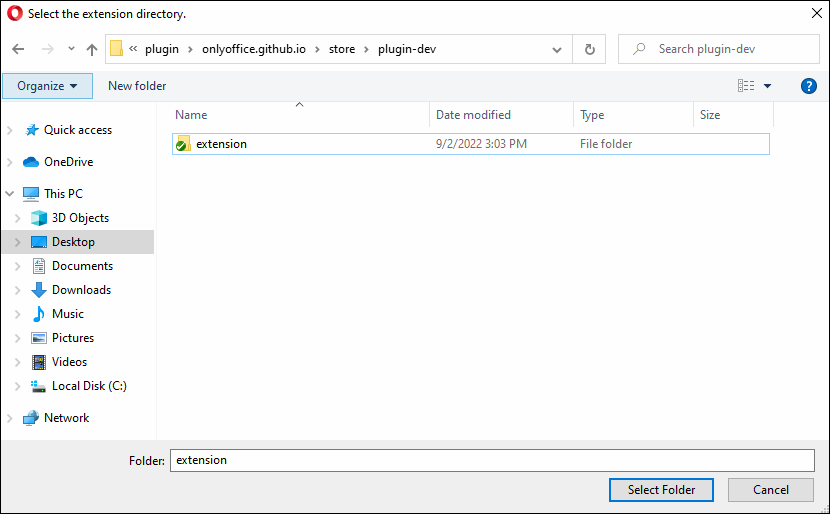 Select the extension directory.
« plugin › onlyoffice.github.io › store › plugin-dev
Search plugin-dev
Organize
New folder
?
Name
Date modified
Type
Size
extension
9/2/2022 3:03 PM
File folder
Quick access
OneDrive
This PC
3D Objects
Desktop
Documents
Downloads
Music
Pictures
Videos
Local Disk (C:)
Network
Folder:
extension
Select Folder
Cancel